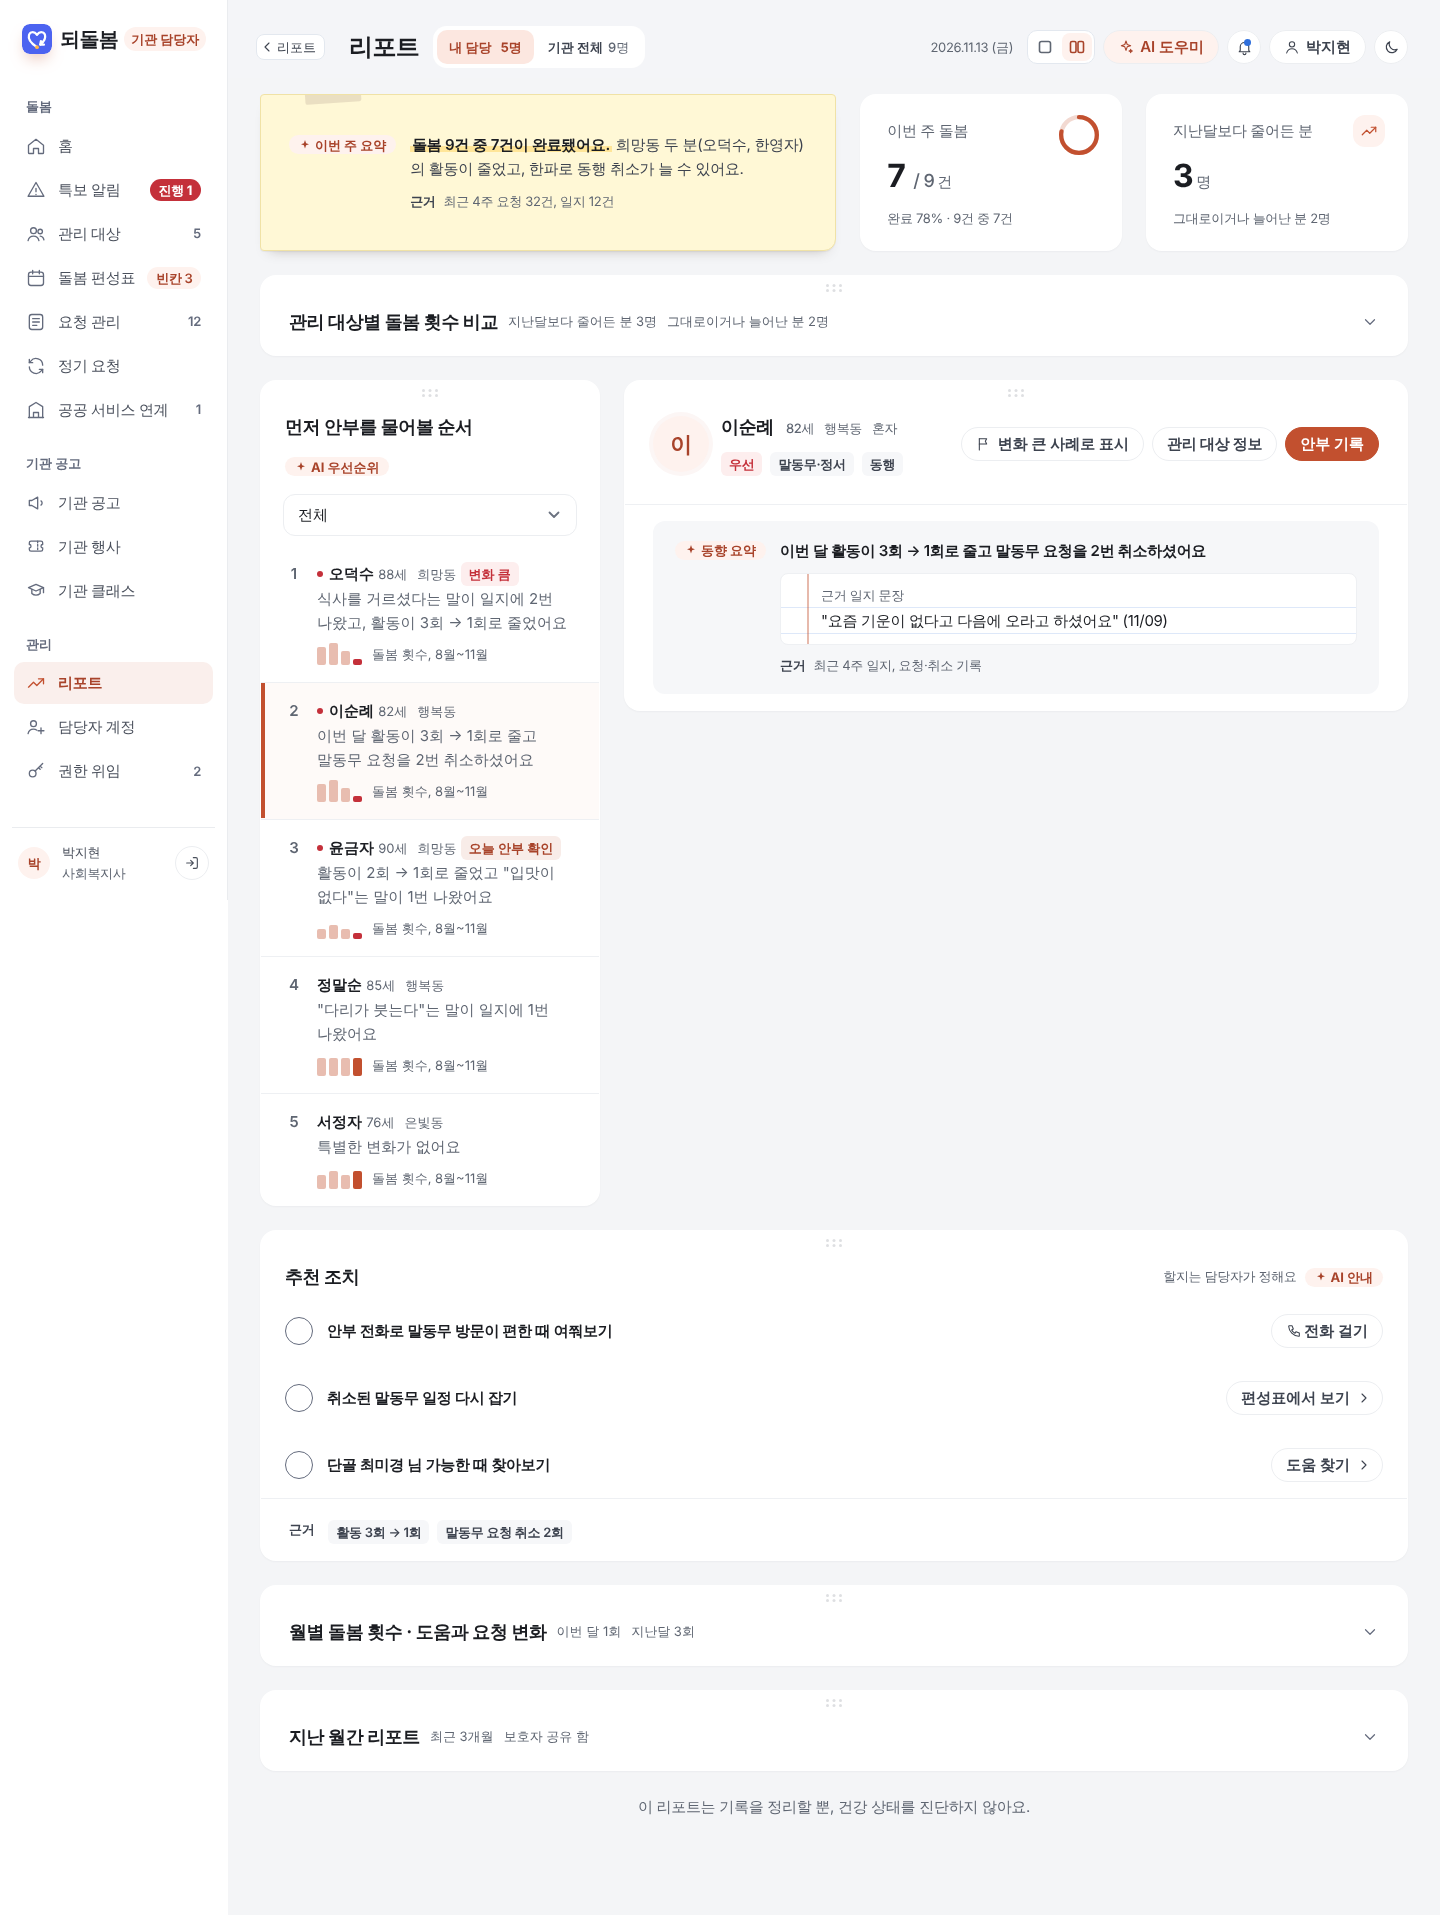 되돌봄 기관 담당자
돌봄
홈
특보 알림 진행 1
관리 대상 5
돌봄 편성표 빈칸 3
요청 관리 12
정기 요청
공공 서비스 연계 1
기관 공고
기관 공고
기관 행사
기관 클래스
관리
리포트
담당자 계정
권한 위임 2
박
박지현
사회복지사
리포트
리포트
내 담당 5명 기관 전체 9명
2026.11.13 (금)
AI 도우미
박지현
이번 주 요약
돌봄 9건 중 7건이 완료됐어요. 희망동 두 분(오덕수, 한영자)
의 활동이 줄었고, 한파로 동행 취소가 늘 수 있어요.
근거 최근 4주 요청 32건, 일지 12건
이번 주 돌봄
7 / 9 건
완료 78% · 9건 중 7건
지난달보다 줄어든 분
3 명
그대로이거나 늘어난 분 2명
관리 대상별 돌봄 횟수 비교 지난달보다 줄어든 분 3명 그대로이거나 늘어난 분 2명
먼저 안부를 물어볼 순서
AI 우선순위
전체
1 오덕수 88세 희망동 변화 큼
식사를 거르셨다는 말이 일지에 2번
나왔고, 활동이 3회 → 1회로 줄었어요
돌봄 횟수, 8월~11월
2 이순례 82세 행복동
이번 달 활동이 3회 → 1회로 줄고
말동무 요청을 2번 취소하셨어요
돌봄 횟수, 8월~11월
3 윤금자 90세 희망동 오늘 안부 확인
활동이 2회 → 1회로 줄었고 "입맛이
없다"는 말이 1번 나왔어요
돌봄 횟수, 8월~11월
4 정말순 85세 행복동
"다리가 붓는다"는 말이 일지에 1번
나왔어요
돌봄 횟수, 8월~11월
5 서정자 76세 은빛동
특별한 변화가 없어요
돌봄 횟수, 8월~11월
이
이순례 82세 행복동 혼자
우선 말동무·정서 동행
변화 큰 사례로 표시 관리 대상 정보 안부 기록
동향 요약 이번 달 활동이 3회 → 1회로 줄고 말동무 요청을 2번 취소하셨어요
근거 일지 문장
"요즘 기운이 없다고 다음에 오라고 하셨어요" (11/09)
근거 최근 4주 일지, 요청·취소 기록
추천 조치
할지는 담당자가 정해요 AI 안내
안부 전화로 말동무 방문이 편한 때 여쭤보기 전화 걸기
취소된 말동무 일정 다시 잡기 편성표에서 보기
단골 최미경 님 가능한 때 찾아보기 도움 찾기
근거 활동 3회 → 1회 말동무 요청 취소 2회
월별 돌봄 횟수 · 도움과 요청 변화 이번 달 1회 지난달 3회
지난 월간 리포트 최근 3개월 보호자 공유 함
이 리포트는 기록을 정리할 뿐, 건강 상태를 진단하지 않아요.